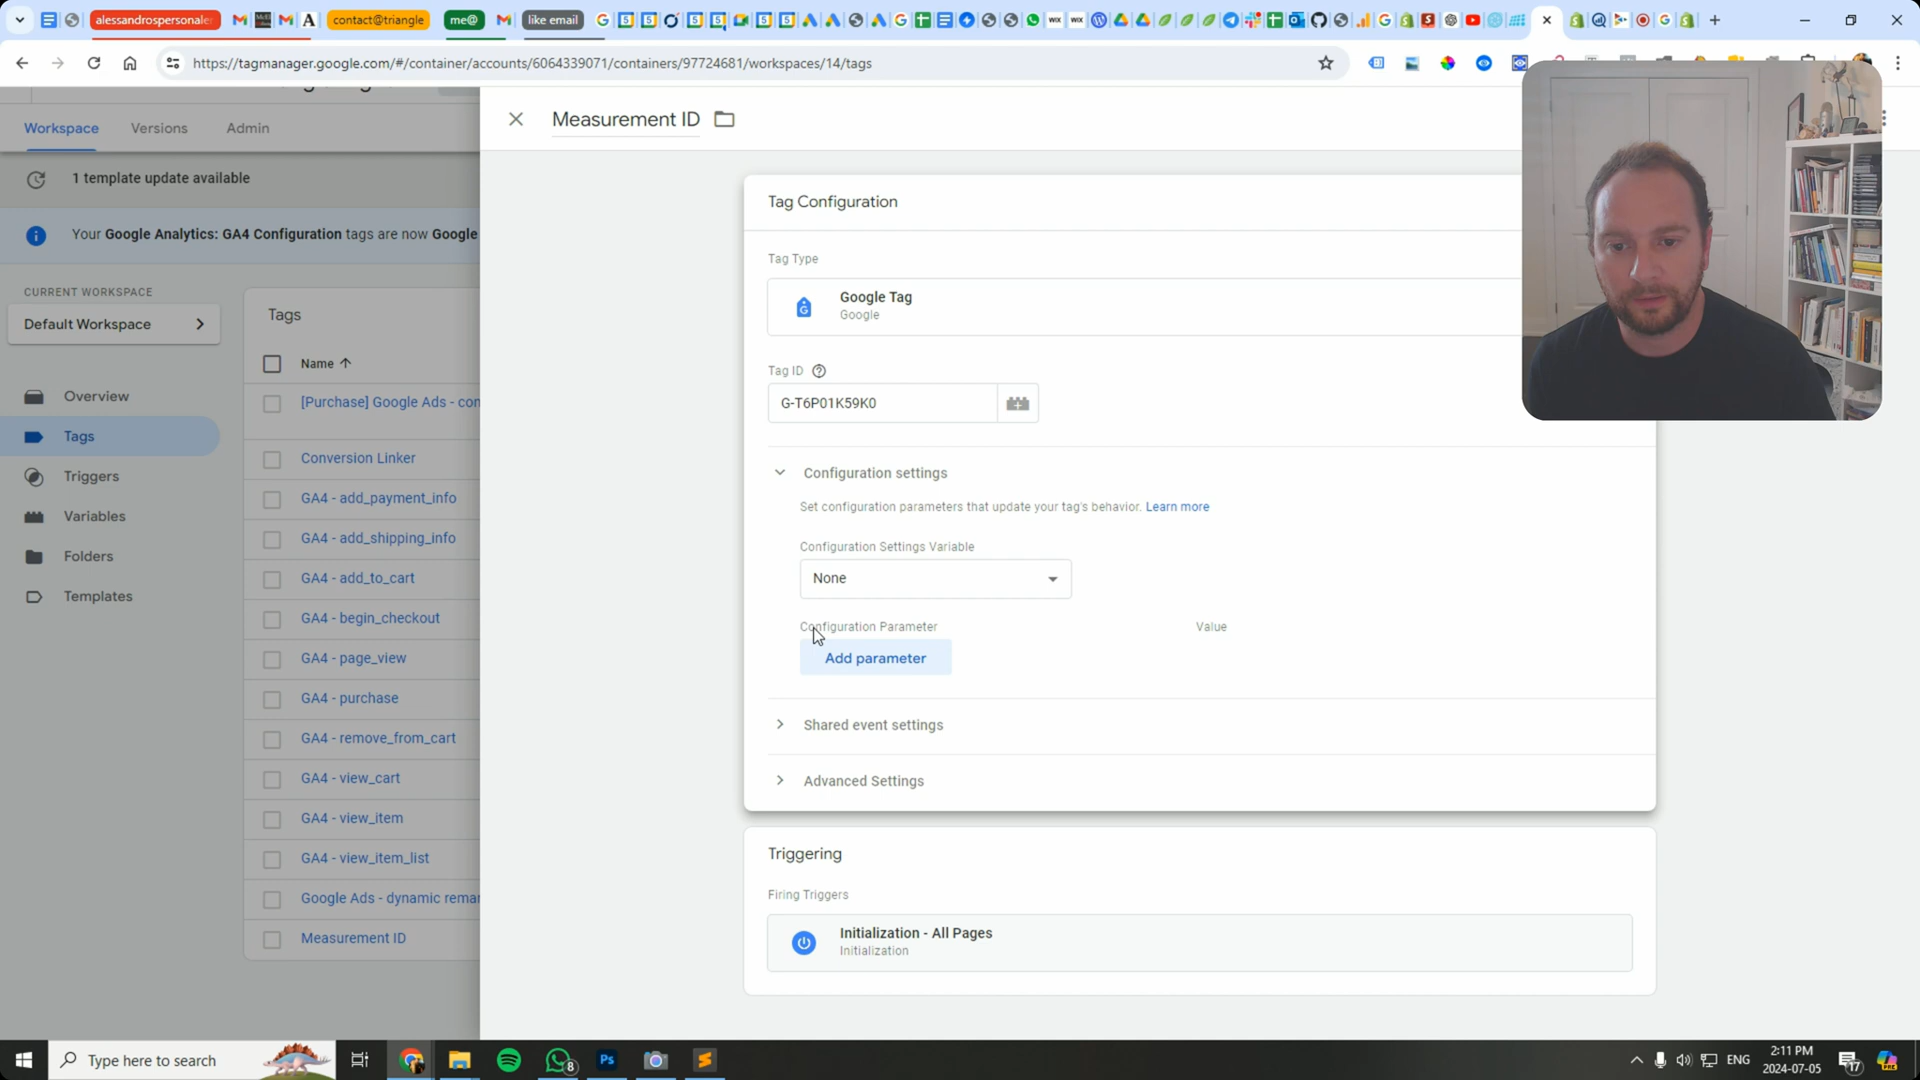 alessandrospersonale
contact@triangle
me@
like email
https://tagmanager.google.com/#/container/accounts/6064339071/containers/97724681/workspaces/14/tags
Workspace
Versions
Admin
1 template update available
Your Google Analytics: GA4 Configuration tags are now Google
CURRENT WORKSPACE
Default Workspace
Overview
Tags
Triggers
Variables
Folders
Templates
Tags
Name
[Purchase] Google Ads - con
Conversion Linker
GA4 - add_payment_info
GA4 - add_shipping_info
GA4 - add_to_cart
GA4 - begin_checkout
GA4 - page_view
GA4 - purchase
GA4 - remove_from_cart
GA4 - view_cart
GA4 - view_item
GA4 - view_item_list
Google Ads - dynamic remar
Measurement ID
Measurement ID
Tag Configuration
Tag Type
Google Tag
Google
Tag ID
G-T6P01K59K0
Configuration settings
Set configuration parameters that update your tag's behavior. Learn more
Configuration Settings Variable
None
Configuration Parameter
Value
Add parameter
Shared event settings
Advanced Settings
Triggering
Firing Triggers
Initialization - All Pages
Initialization
Type here to search
8
Ps
ENG
2:11 PM
2024-07-05
17